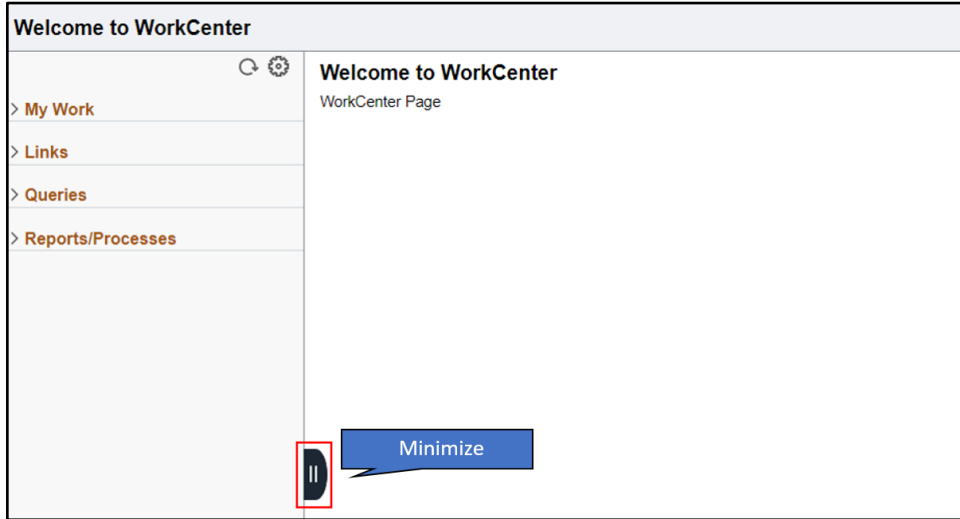 Welcome to WorkCenter
My Work
Links
Queries
Reports/Processes
Welcome to WorkCenter
WorkCenter Page
Minimize